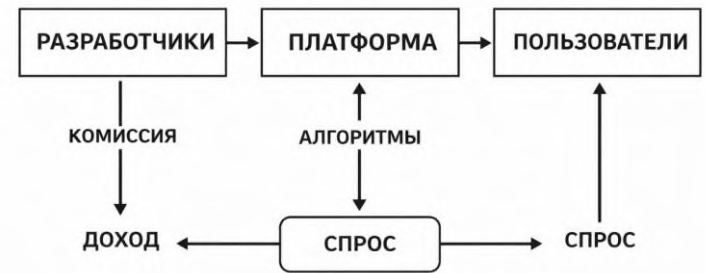 РАЗРАБОТЧИКИ
ПЛАТФОРМА
ПОЛЬЗОВАТЕЛИ
КОМИССИЯ
АЛГОРИТМЫ
ДОХОД
СПРОС
СПРОС